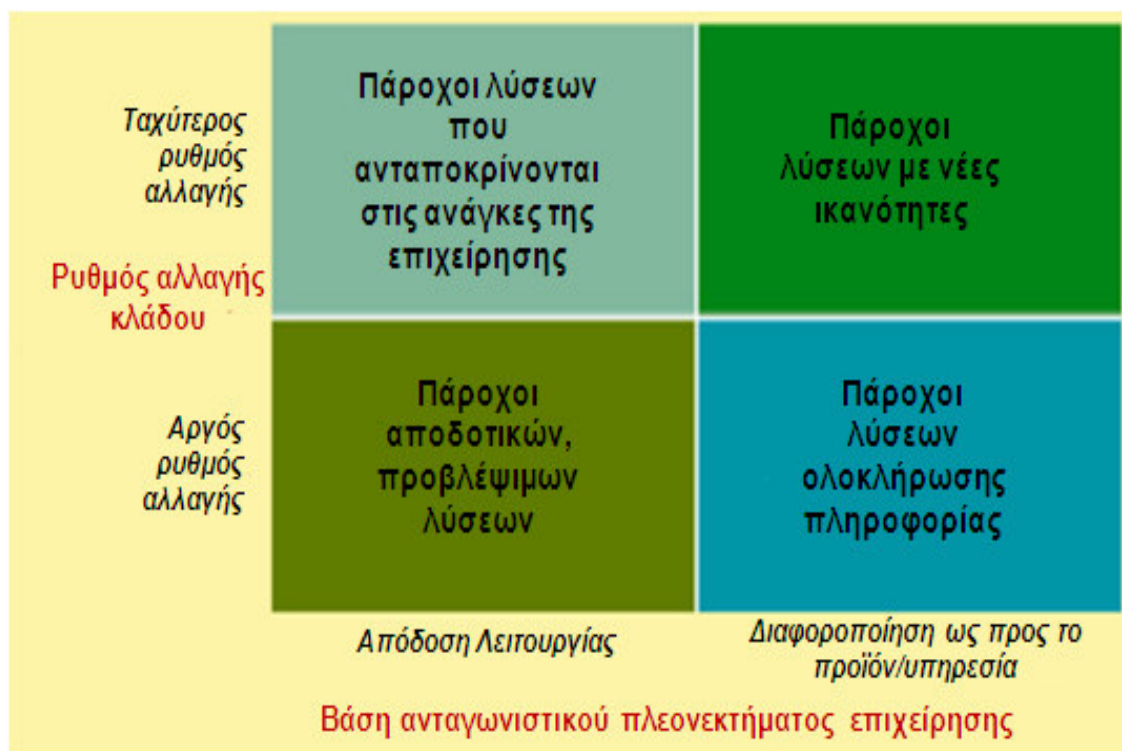 Ταχύτερος
ρυθμός
αλλαγής
Πάροχοι λύσεων
που
ανταποκρίνονται
στις ανάγκες της
επιχείρησης
Πάροχοι
λύσεων με νέες
ικανότητες
Ρυθμός αλλαγής
κλάδου
Αργός
ρυθμός
αλλαγής
Πάροχοι
αποδοτικών,
προβλέψιμων
λύσεων
Πάροχοι
λύσεων
ολοκλήρωσης
πληροφορίας
Απόδοση Λειτουργίας
Διαφοροποίηση ως προς το
προϊόν/υπηρεσία
Βάση ανταγωνιστικού πλεονεκτήματος επιχείρησης